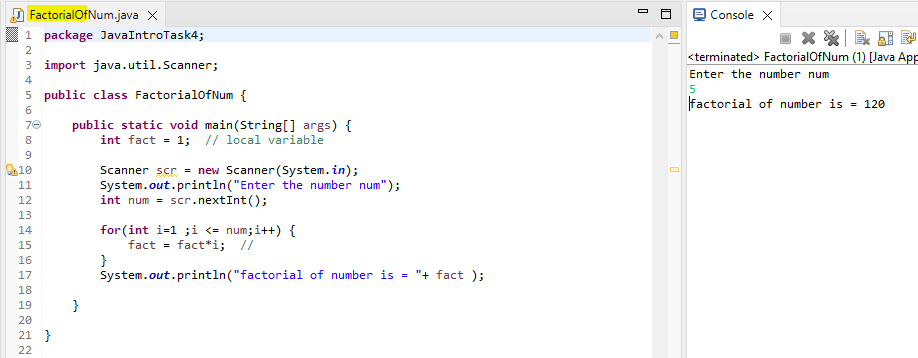 FactorialOfNum.java
1 package JavaIntroTask4;
2
3 import java.util.Scanner;
4
5 public class FactorialOfNum {
6
7 public static void main(String[] args) {
8 int fact = 1;  // local variable
9
10 Scanner scr = new Scanner(System.in);
11 System.out.println("Enter the number num");
12 int num = scr.nextInt();
13
14 for(int i=1 ;i <= num;i++) {
15 fact = fact*i;  //
16 }
17 System.out.println("factorial of number is = "+ fact );
18
19 }
20
21 }
22
Console
<terminated> FactorialOfNum (1) [Java App
Enter the number num
5
factorial of number is = 120